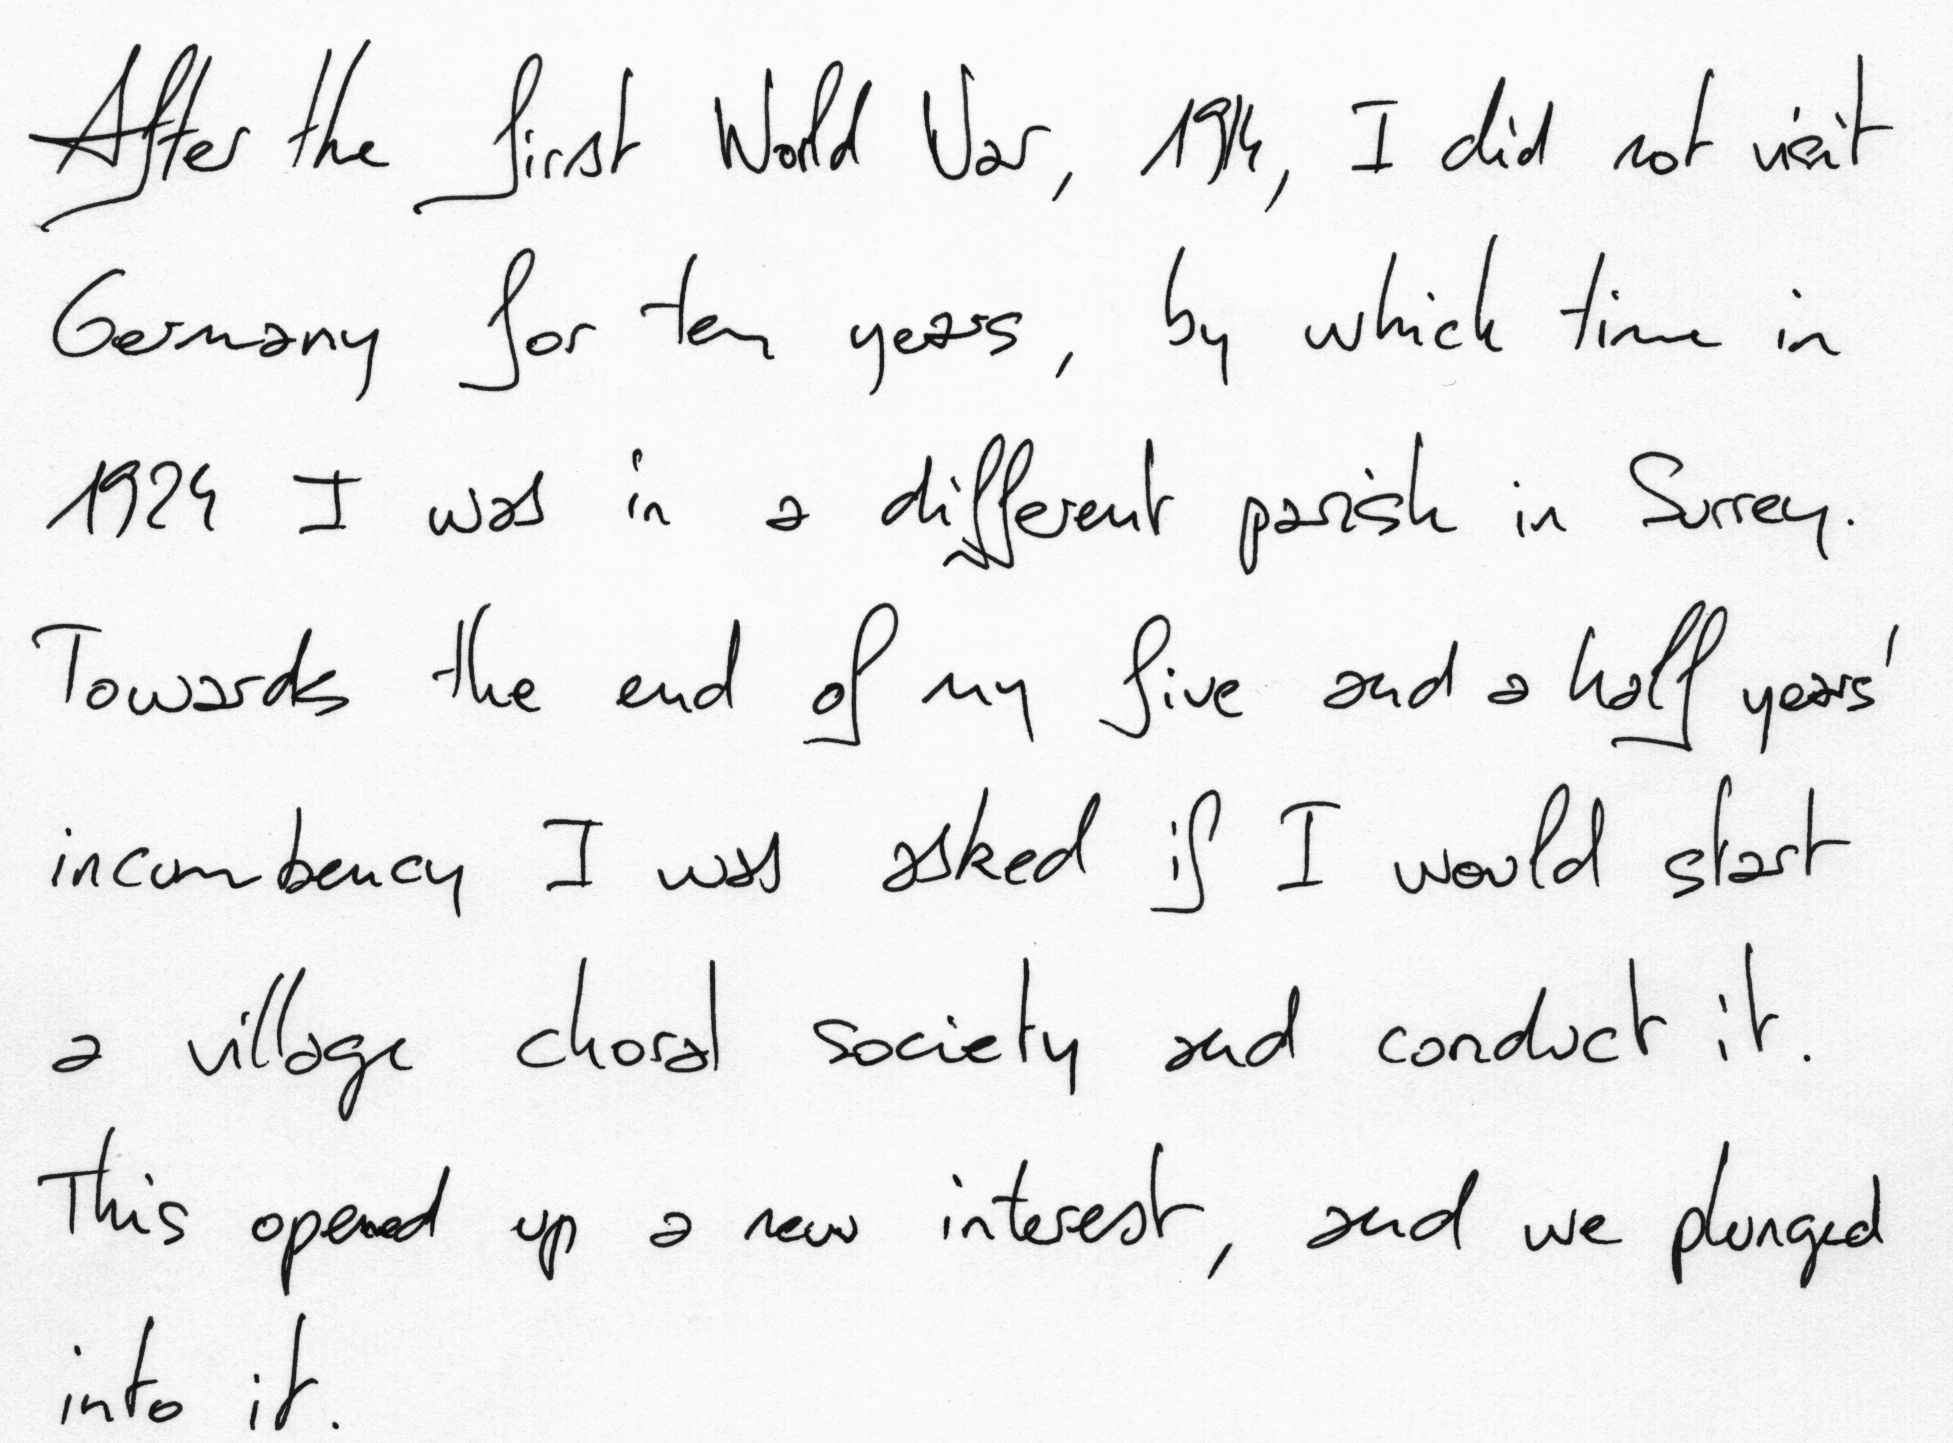 After the first World War, 1914, I did not visit
Germany for ten years, by which time in
1924 I was in a different parish in Surrey.
Towards the end of my five and a half years'
incumbency I was asked if I would start
a village choral society and conduct it.
This opened up a new interest, and we plunged
into it.